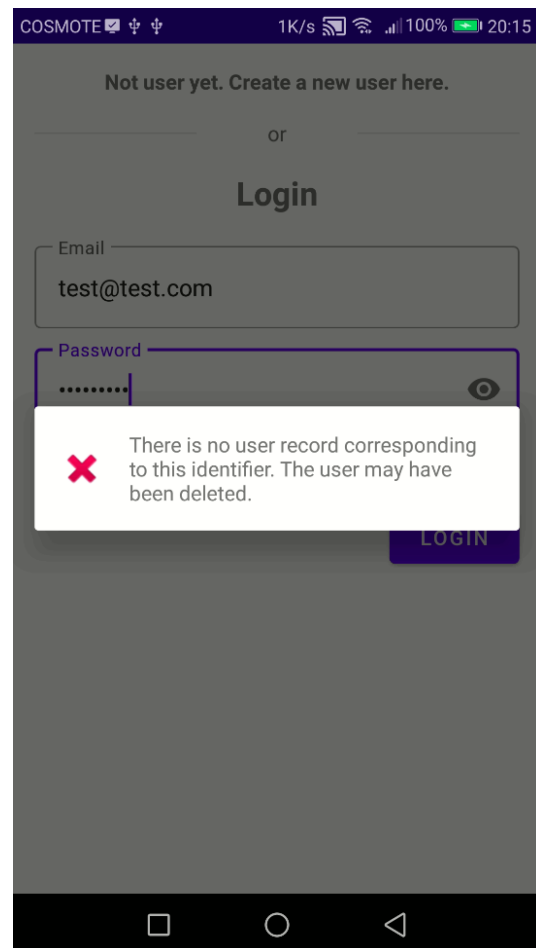 COSMOTE 1K/s 100% 20:15
Not user yet. Create a new user here.
or
Login
Email
test@test.com
Password
•••••••••
There is no user record corresponding
to this identifier. The user may have
been deleted.
LOGIN